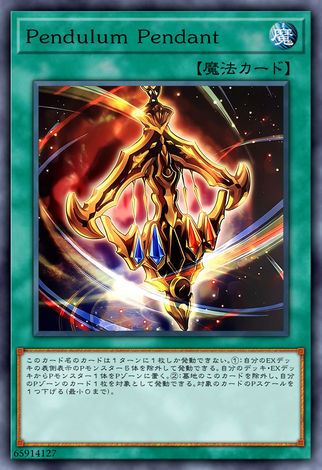 Pendulum Pendant
魔
【魔法カード】
このカード名のカードは1ターンに1枚しか発動できない。①:自分のEXデッ
キの表側表示のPモンスター6体を除外して発動できる。自分のデッキ・EXデ
ッキからPモンスター1体をPゾーンに置く。②:墓地のこのカードを除外し、自分
のPゾーンのカード1枚を対象として発動できる。対象のカードのPスケールを
1つ下げる(最小0まで)。
65914127